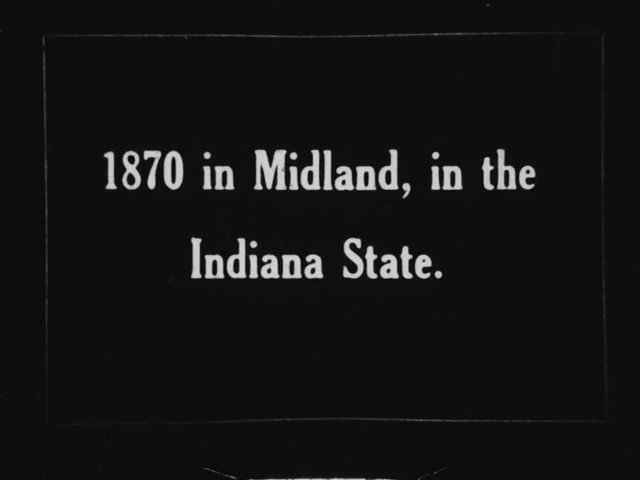 1870 in Midland, in the
Indiana State.